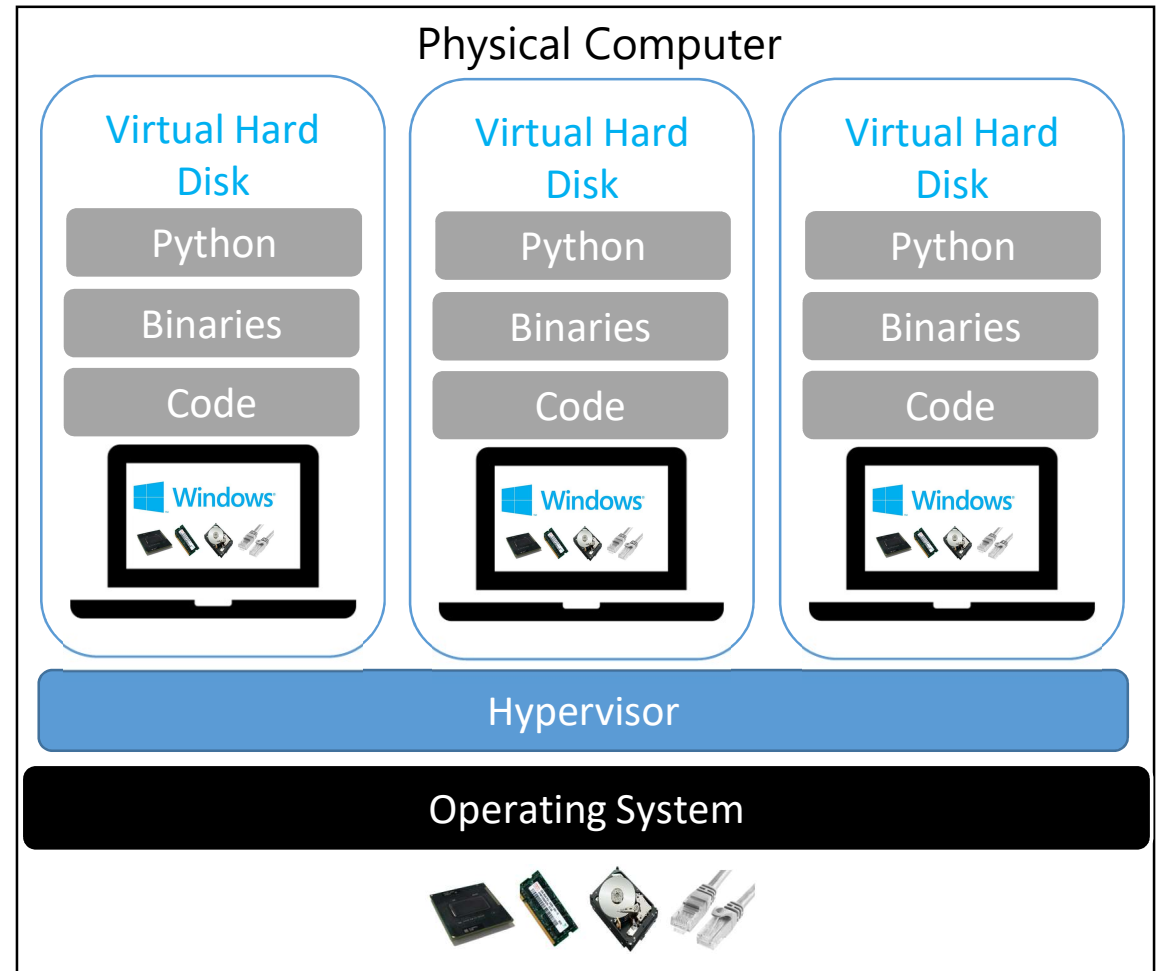 Physical Computer
Virtual Hard
Disk
Python
Binaries
Code
Windows
Virtual Hard
Disk
Python
Binaries
Code
Windows
Virtual Hard
Disk
Python
Binaries
Code
Windows
Hypervisor
Operating System